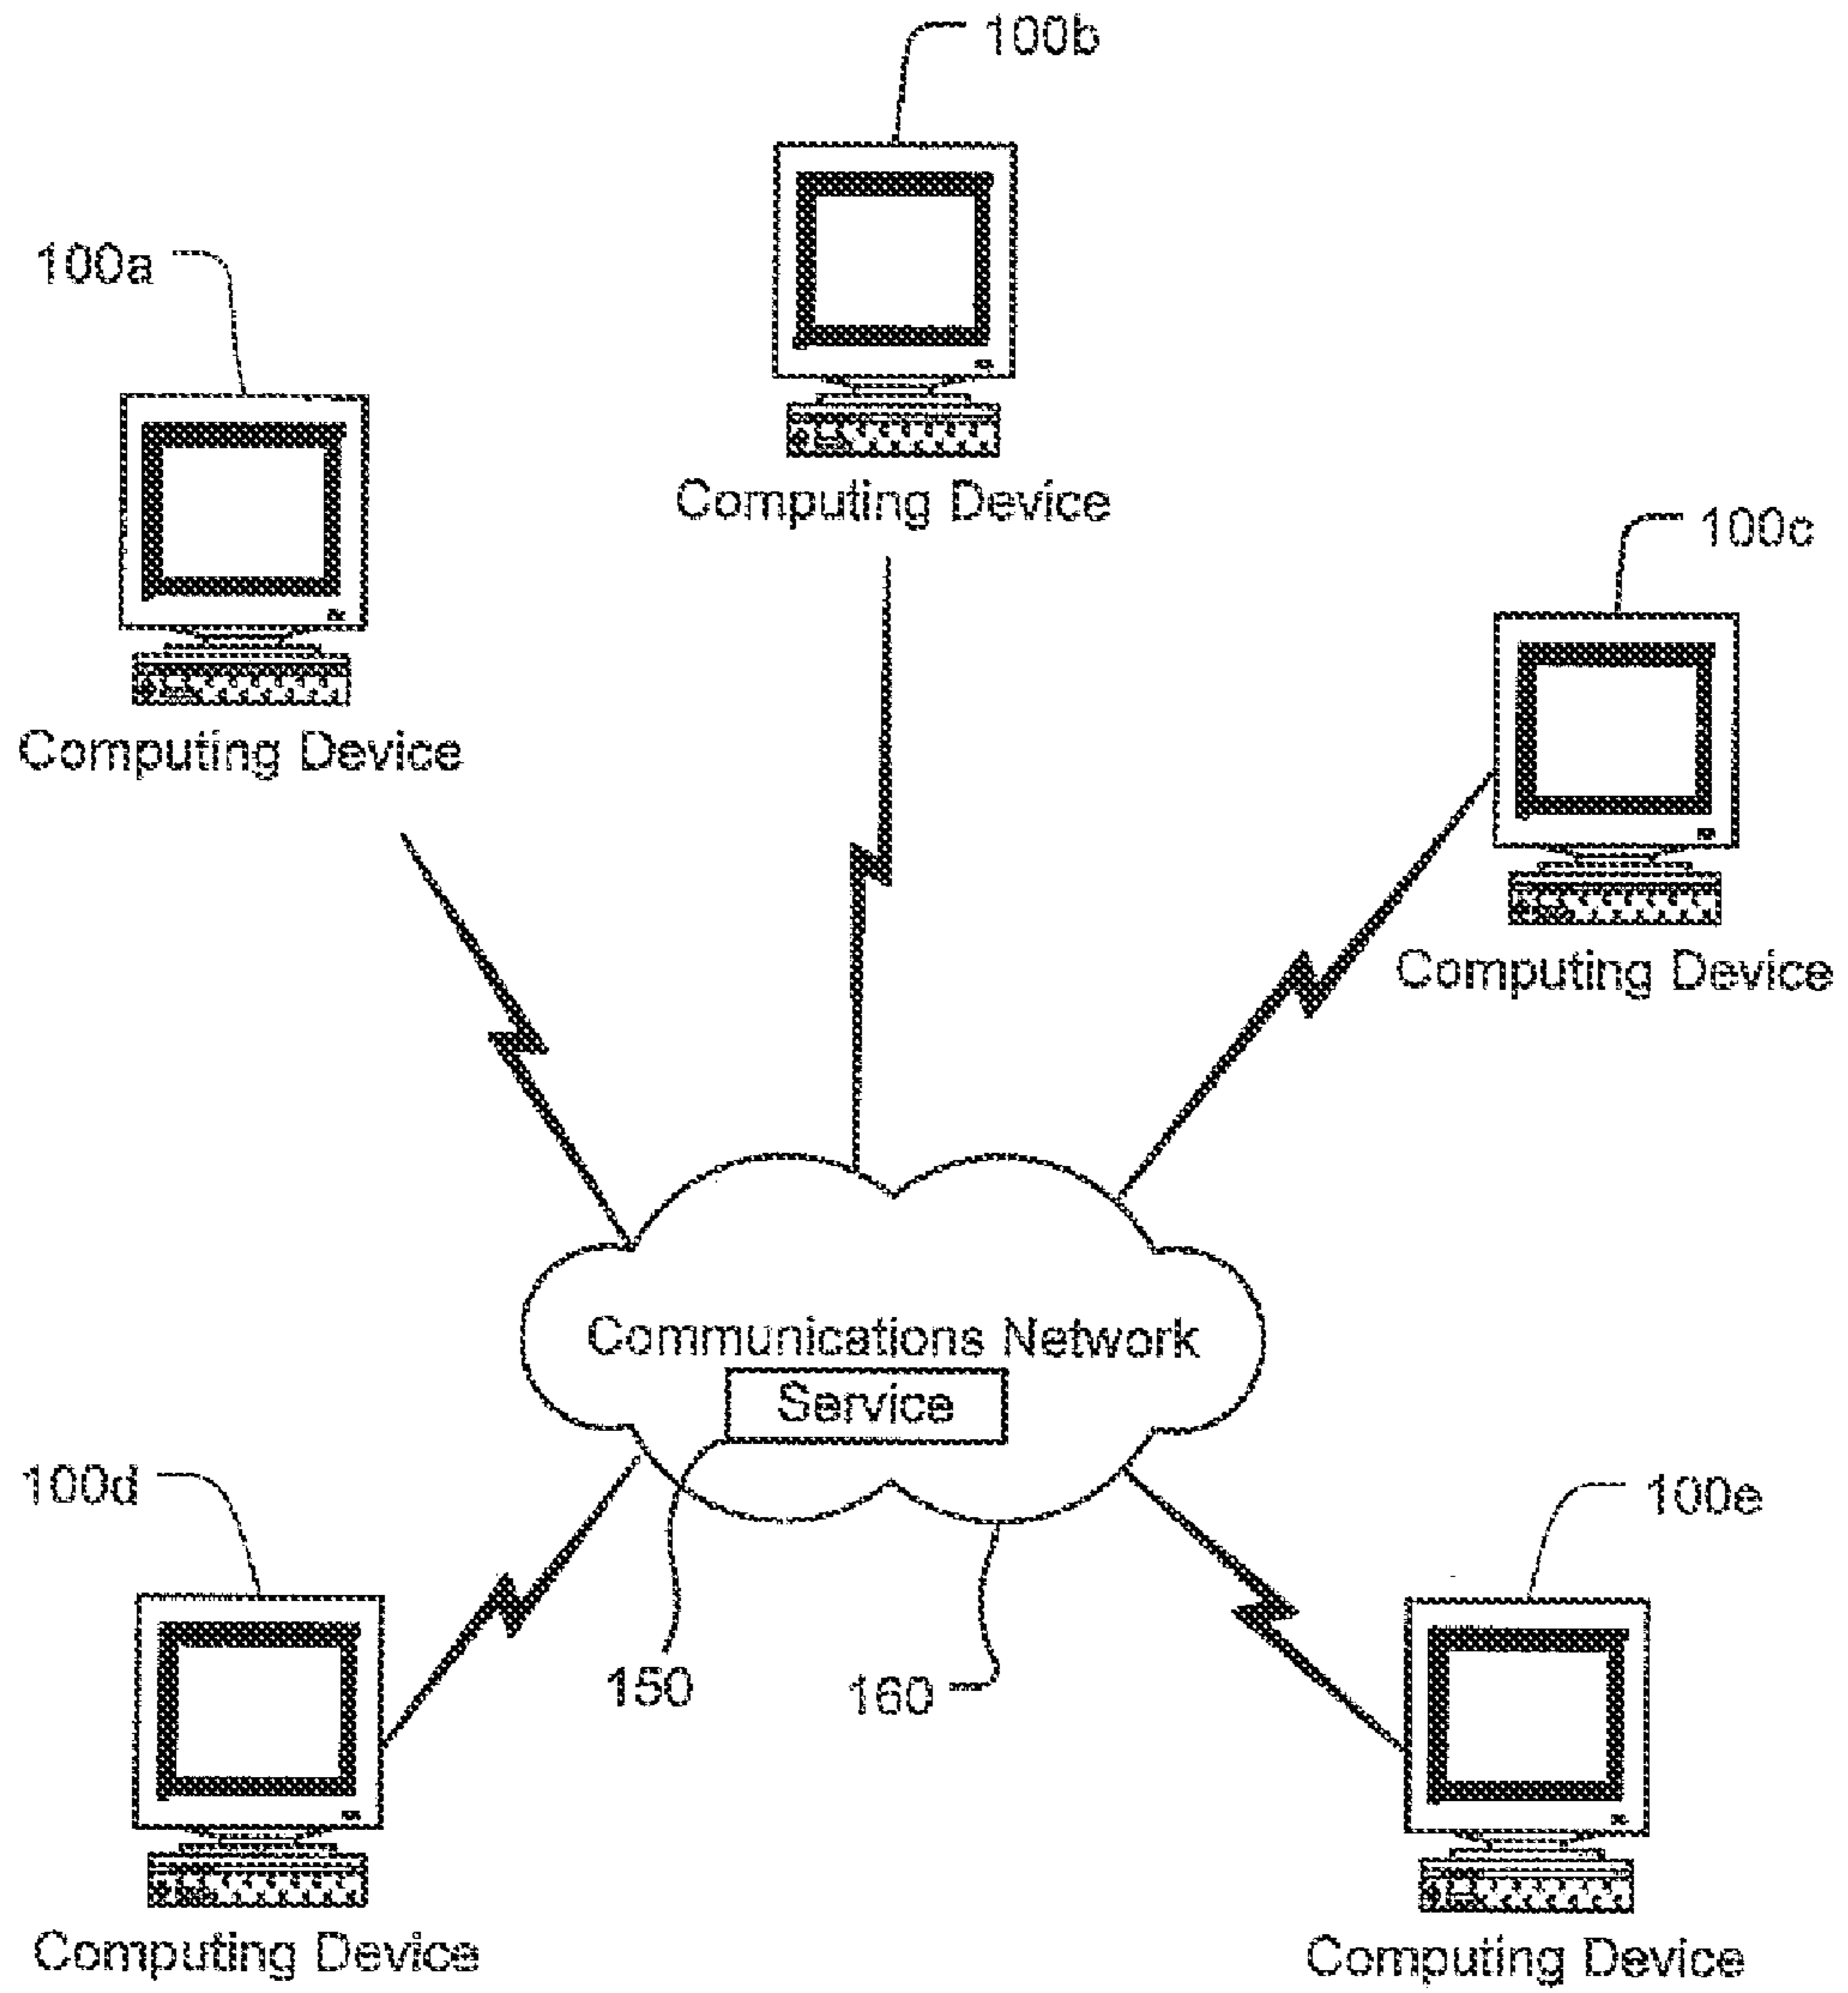 100b
100a
Computing Device
100c
Computing Device
Computing Device
Communications Network
Service
100d
100e
150
160
Computing Device
Computing Device